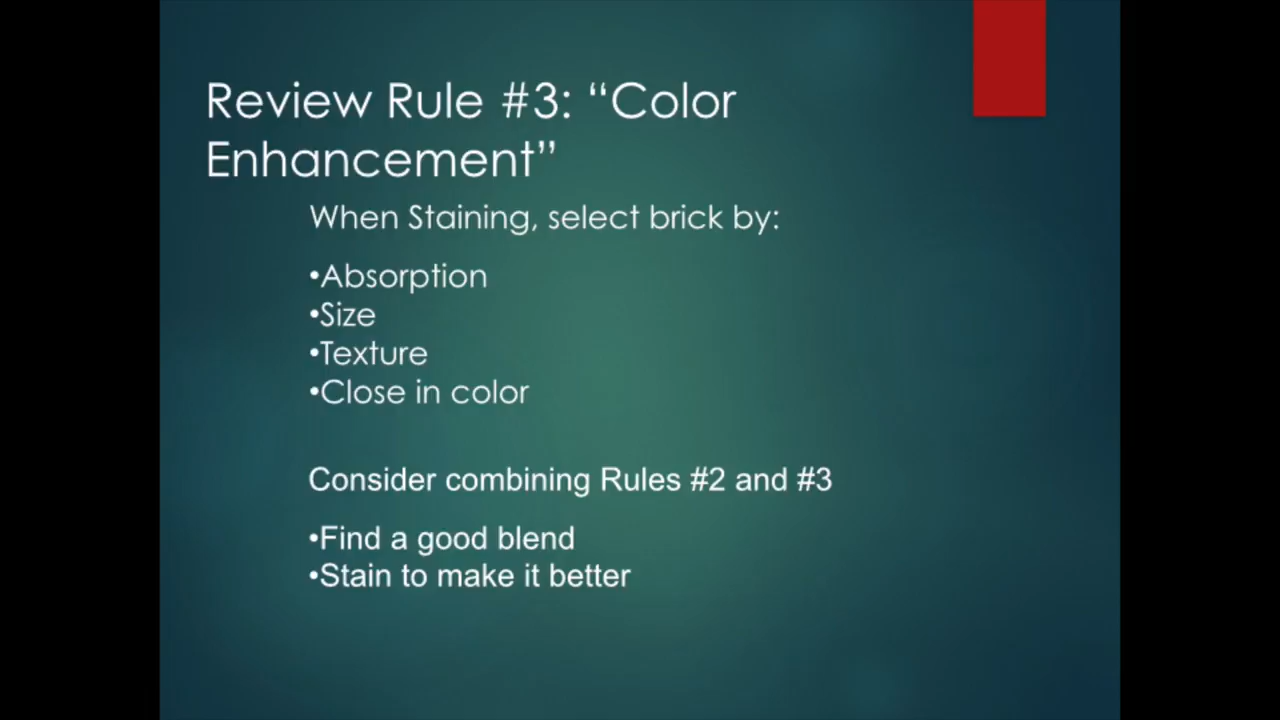 Review Rule #3: “Color
Enhancement”
When Staining, select brick by:
•Absorption
•Size
•Texture
•Close in color
Consider combining Rules #2 and #3
•Find a good blend
•Stain to make it better